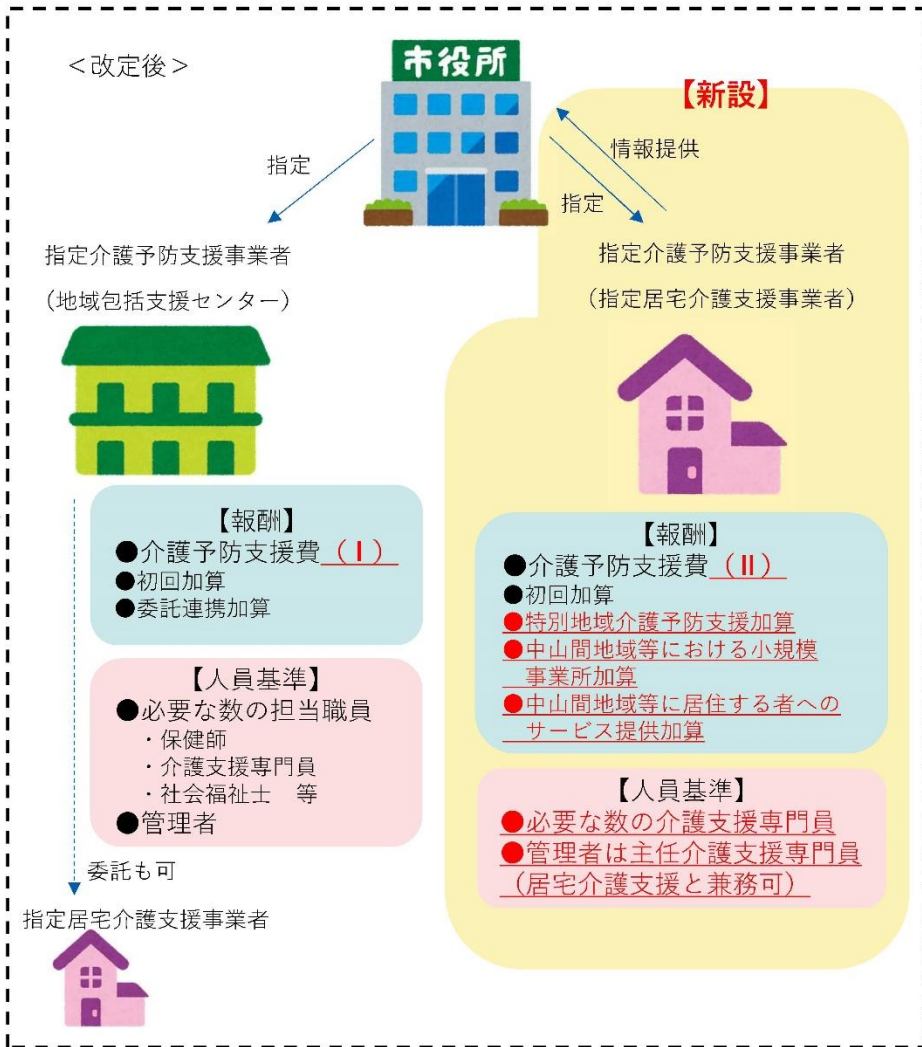 ＜改定後＞
市役所
【新設】
指定
情報提供
指定
指定介護予防支援事業者
（地域包括支援センター）
指定介護予防支援事業者
（指定居宅介護支援事業者）
【報酬】
●介護予防支援費（Ⅰ）
●初回加算
●委託連携加算
【人員基準】
●必要な数の担当職員
・保健師
・介護支援専門員
・社会福祉士　等
●管理者
委託も可
指定居宅介護支援事業者
【報酬】
●介護予防支援費（Ⅱ）
●初回加算
●特別地域介護予防支援加算
●中山間地域等における小規模
事業所加算
●中山間地域等に居住する者への
サービス提供加算
【人員基準】
●必要な数の介護支援専門員
●管理者は主任介護支援専門員
（居宅介護支援と兼務可）